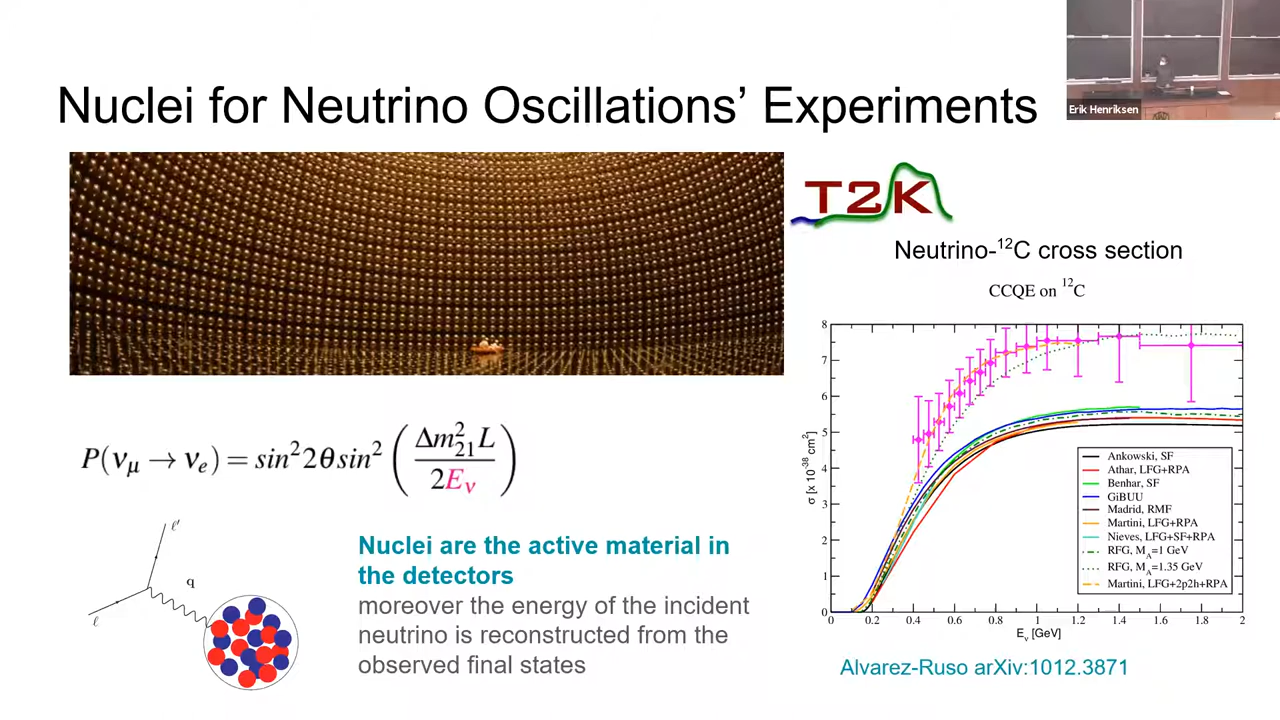 Nuclei for Neutrino Oscillations’ Experiments
Erik Henriksen
T2K
Neutrino-¹²C cross section
CCQE on ¹²C
8
7
6
5
4
3
2
1
0
σ [x 10⁻³⁸ cm²]
Ankowski, SF
Athar, LFG+RPA
Benhar, SF
GiBUU
Madrid, RMF
Martini, LFG+RPA
Nieves, LFG+SF+RPA
RFG, M_A=1 GeV
RFG, M_A=1.35 GeV
Martini, LFG+2p2h+RPA
0 0.2 0.4 0.6 0.8 1 1.2 1.4 1.6 1.8 2
E_ν [GeV]
Alvarez-Ruso arXiv:1012.3871
P(ν_μ → ν_e) = sin²2θsin² (Δm²₂₁L / 2E_ν)
ℓ′
q
ℓ
Nuclei are the active material in
the detectors
moreover the energy of the incident
neutrino is reconstructed from the
observed final states